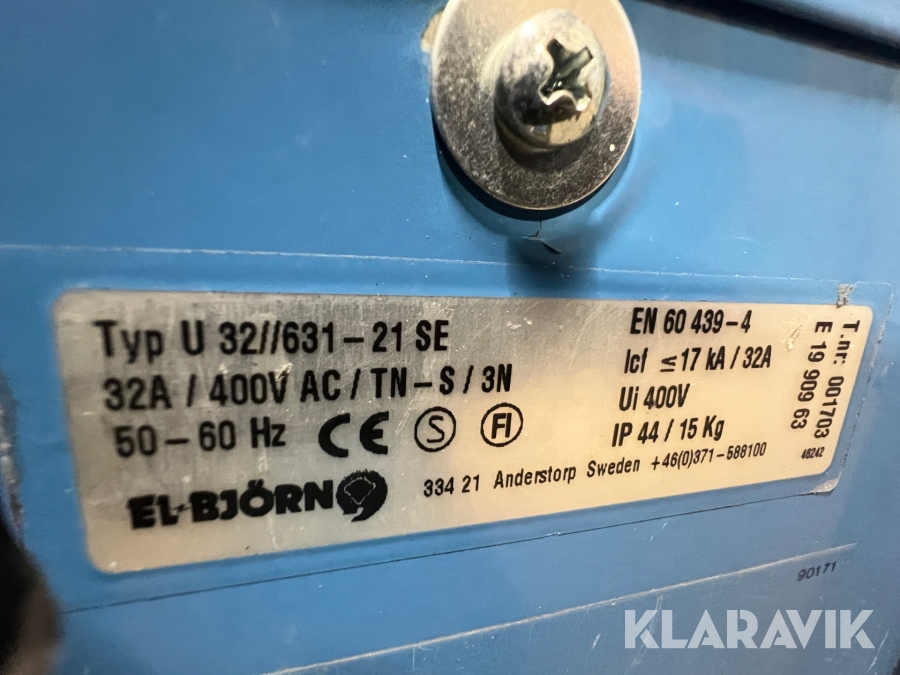 Typ U 32//631-21 SE
32A / 400V AC / TN-S / 3N
50-60 Hz CE S FI
EL-BJÖRN
EN 60 439-4
Icf ≤ 17 kA / 32A
Ui 400V
IP 44 / 15 Kg
334 21 Anderstorp Sweden +46(0)371-588100
T.nr: 001703
E 19 909 63
46242
90171
KLARAVIK